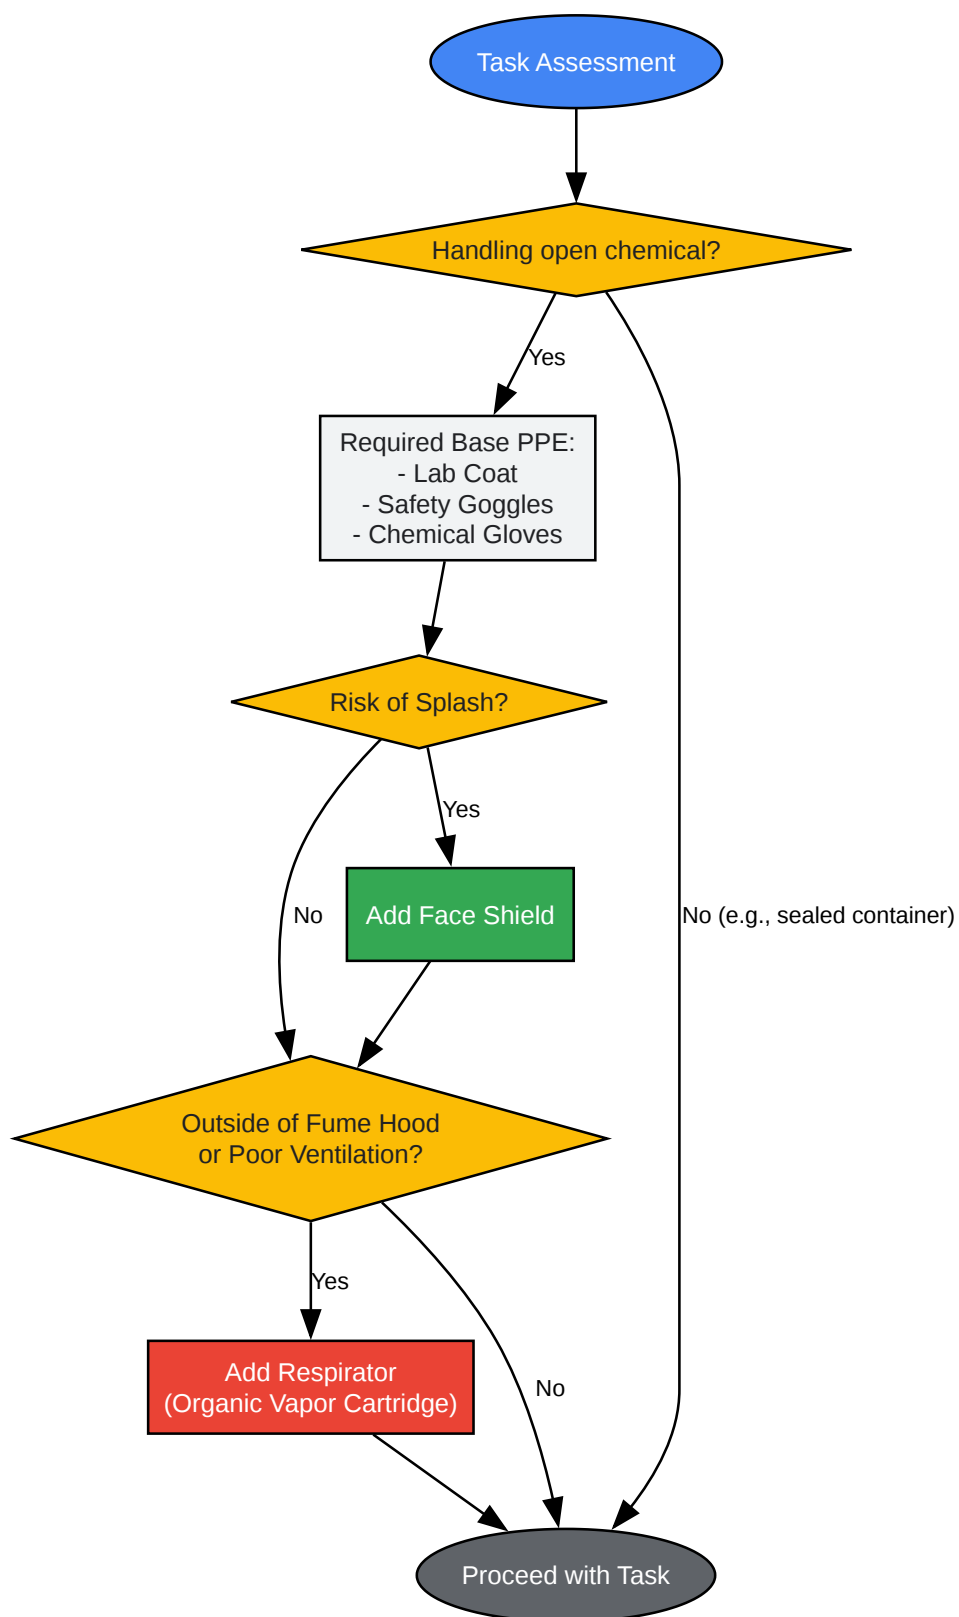 Task Assessment
Handling open chemical?
Yes
Required Base PPE:
- Lab Coat
- Safety Goggles
- Chemical Gloves
Risk of Splash?
Yes
No
Add Face Shield
No (e.g., sealed container)
Outside of Fume Hood
or Poor Ventilation?
Yes
Add Respirator
(Organic Vapor Cartridge)
No
Proceed with Task